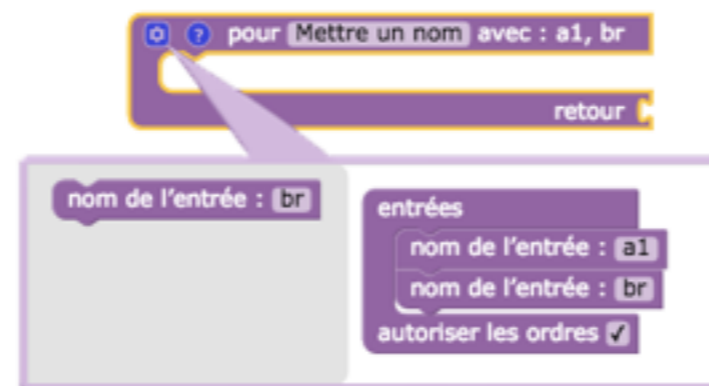 ? pour Mettre un nom avec : a1, br
retour
nom de l'entrée : br
entrées
nom de l'entrée : a1
nom de l'entrée : br
autoriser les ordres ✓